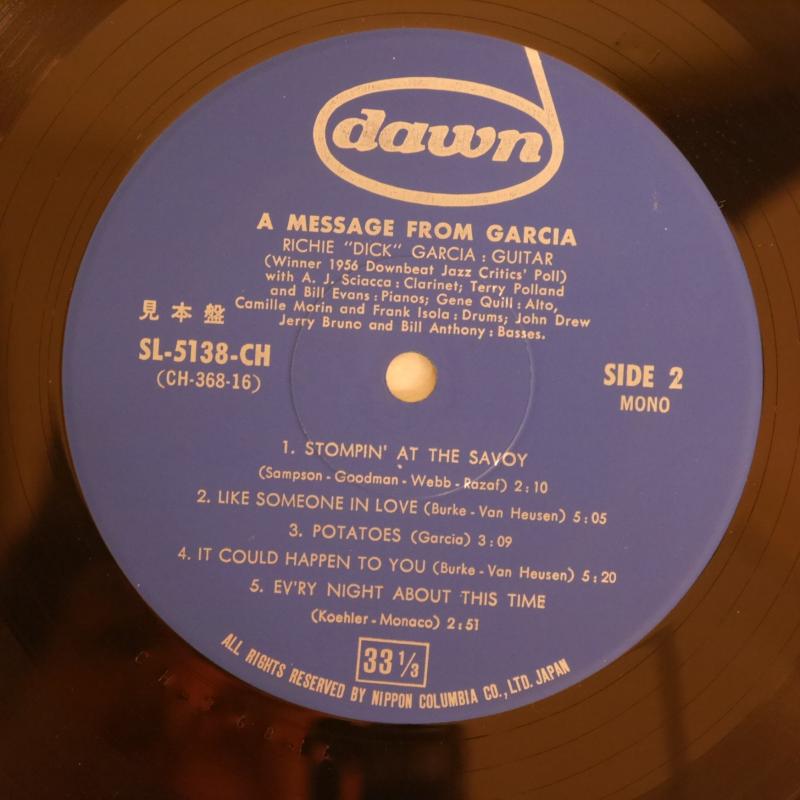 dawn
A MESSAGE FROM GARCIA
RICHIE "DICK" GARCIA : GUITAR
(Winner 1956 Downbeat Jazz Critics' Poll)
with A. J. Sciacca : Clarinet; Terry Polland
and Bill Evans : Pianos; Gene Quill : Alto,
Camille Morin and Frank Isola : Drums; John Drew
Jerry Bruno and Bill Anthony : Basses.
見本盤
SL-5138-CH
(CH-368-16)
SIDE 2
MONO
1. STOMPIN' AT THE SAVOY
(Sampson - Goodman - Webb - Razaf) 2:10
2. LIKE SOMEONE IN LOVE (Burke - Van Heusen) 5:05
3. POTATOES (Garcia) 3:09
4. IT COULD HAPPEN TO YOU (Burke - Van Heusen) 5:20
5. EV'RY NIGHT ABOUT THIS TIME
(Koehler - Monaco) 2:51
33 1/3
ALL RIGHTS RESERVED BY NIPPON COLUMBIA CO., LTD. JAPAN